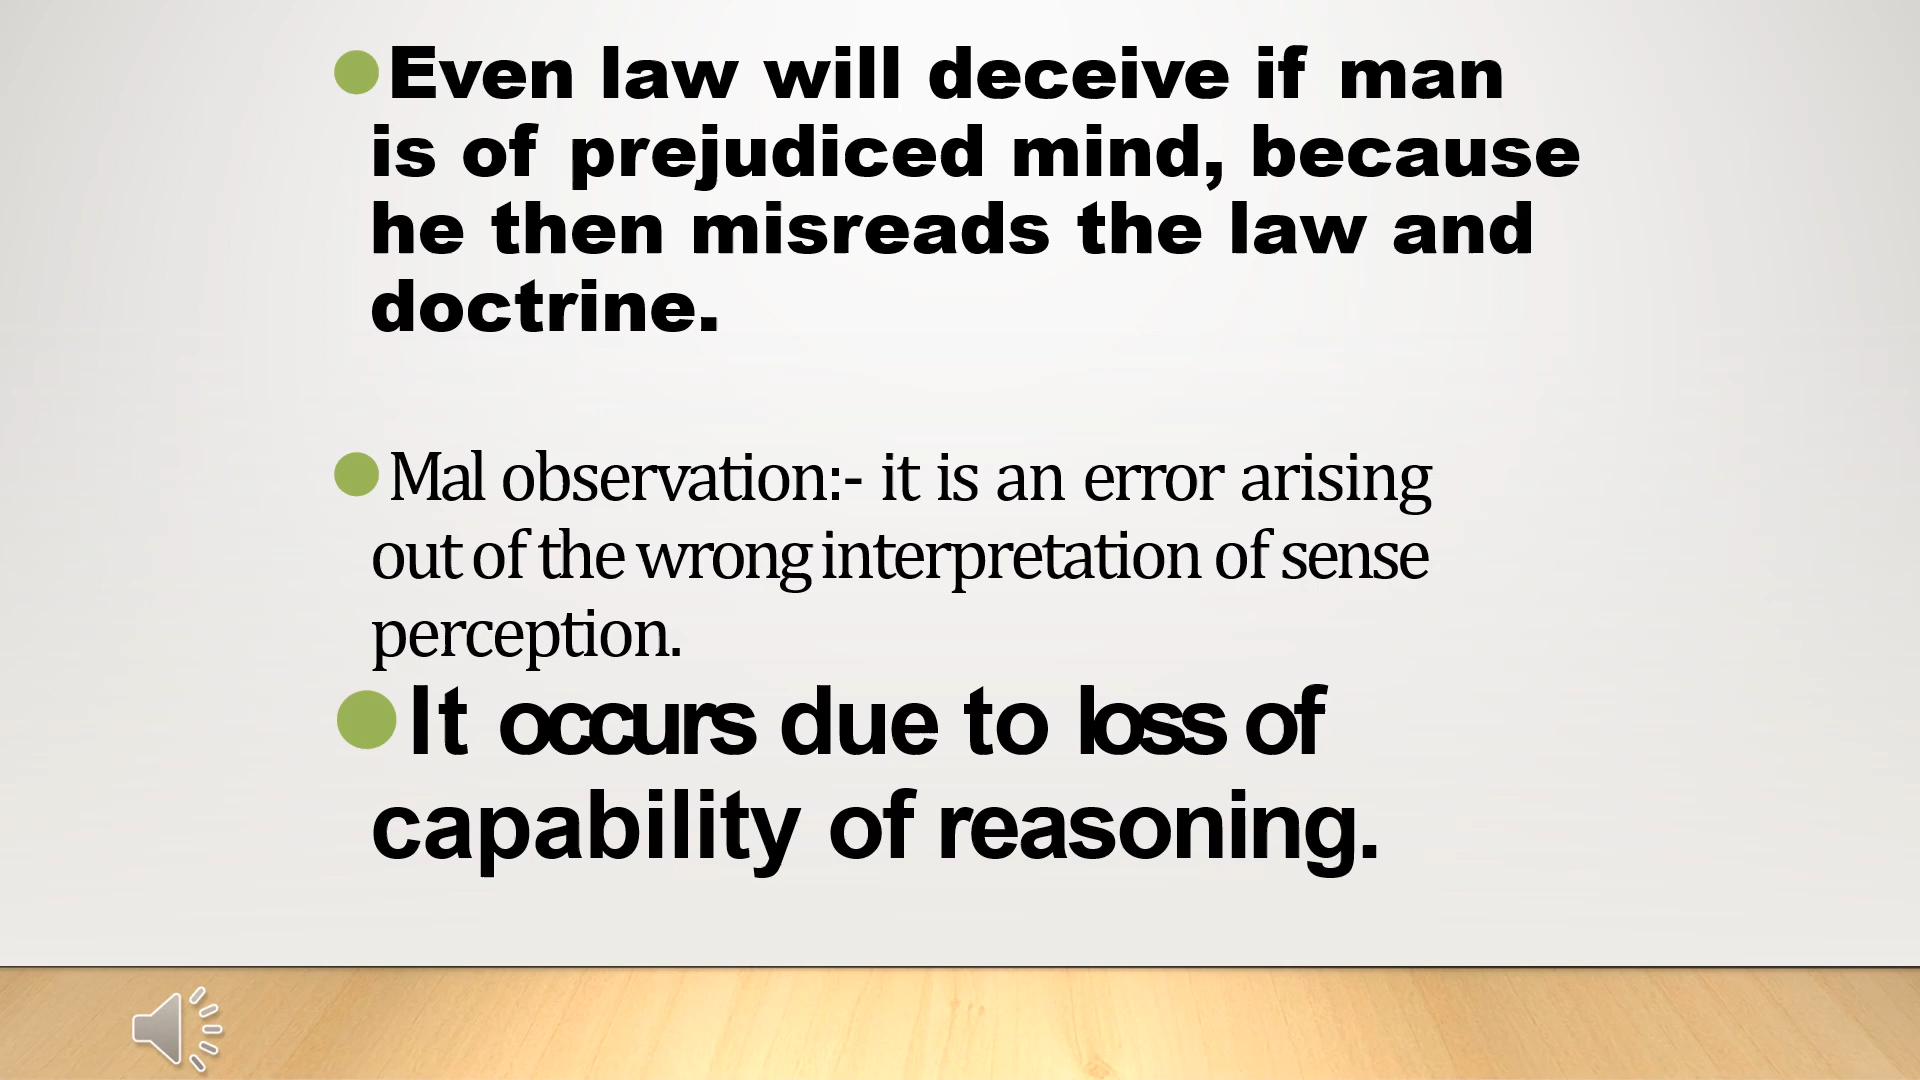 Even law will deceive if man
is of prejudiced mind, because
he then misreads the law and
doctrine.
Mal observation:- it is an error arising
out of the wrong interpretation of sense
perception.
It occurs due to loss of
capability of reasoning.